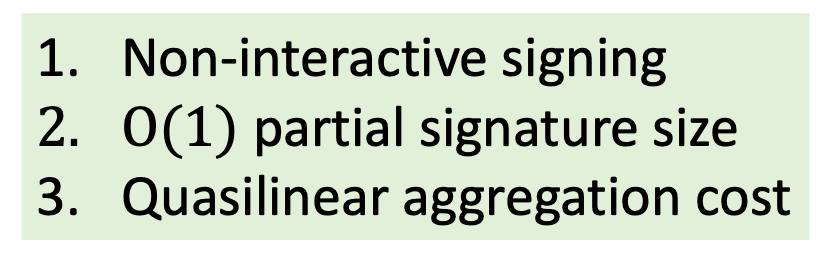 1. Non-interactive signing
2. O(1) partial signature size
3. Quasilinear aggregation cost